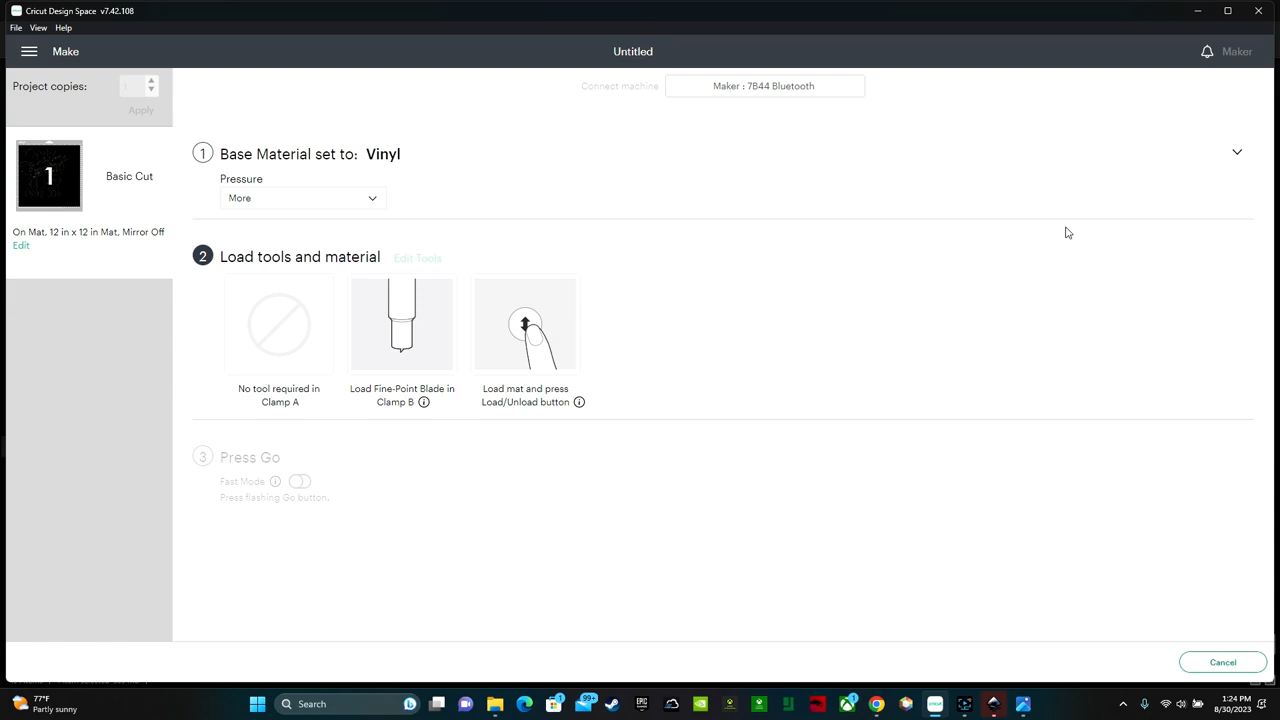 Cricut Design Space v7.42.108
File View Help
Make
Untitled
Maker
Project copies:
1
Apply
Connect machine
Maker : 7B44 Bluetooth
1
Basic Cut
On Mat, 12 in x 12 in Mat, Mirror Off
Edit
1 Base Material set to: Vinyl
Pressure
More
2 Load tools and material Edit Tools
No tool required in
Clamp A
Load Fine-Point Blade in
Clamp B
Load mat and press
Load/Unload button
3 Press Go
Fast Mode
Press flashing Go button.
Cancel
77°F
Partly sunny
Search
1
99+
EPIC
1
1:24 PM
8/30/2023